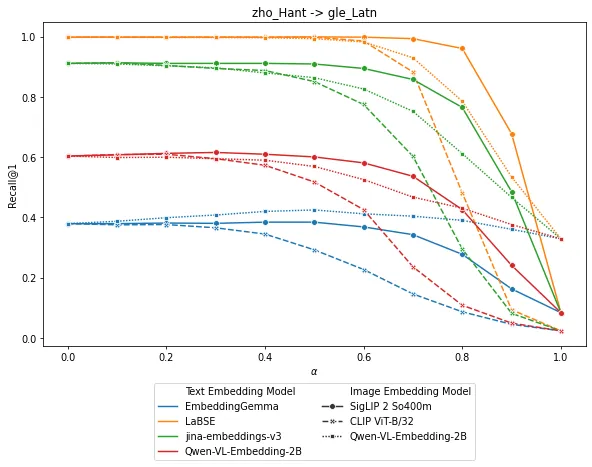 zho_Hant -> gle_Latn
1.0
0.8
0.6
0.4
0.2
0.0
Recall@1
0.0 0.2 0.4 0.6 0.8 1.0
α
Text Embedding Model
EmbeddingGemma
LaBSE
jina-embeddings-v3
Qwen-VL-Embedding-2B
Image Embedding Model
SigLIP 2 So400m
CLIP ViT-B/32
Qwen-VL-Embedding-2B